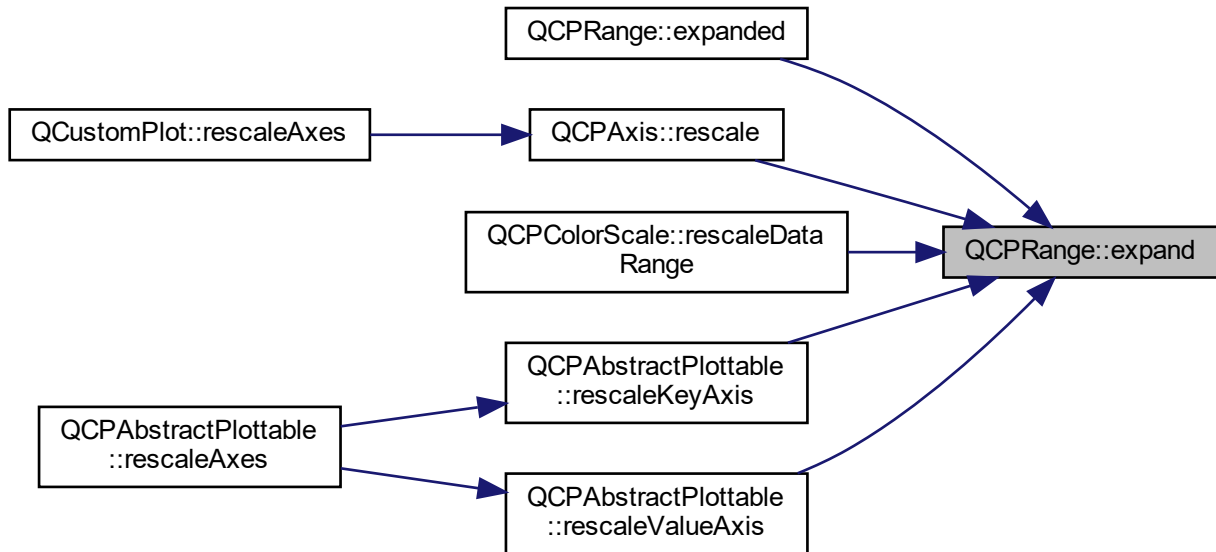 QCPRange::expanded
QCustomPlot::rescaleAxes
QCPAxis::rescale
QCPColorScale::rescaleData
Range
QCPRange::expand
QCPAbstractPlottable
::rescaleKeyAxis
QCPAbstractPlottable
::rescaleAxes
QCPAbstractPlottable
::rescaleValueAxis